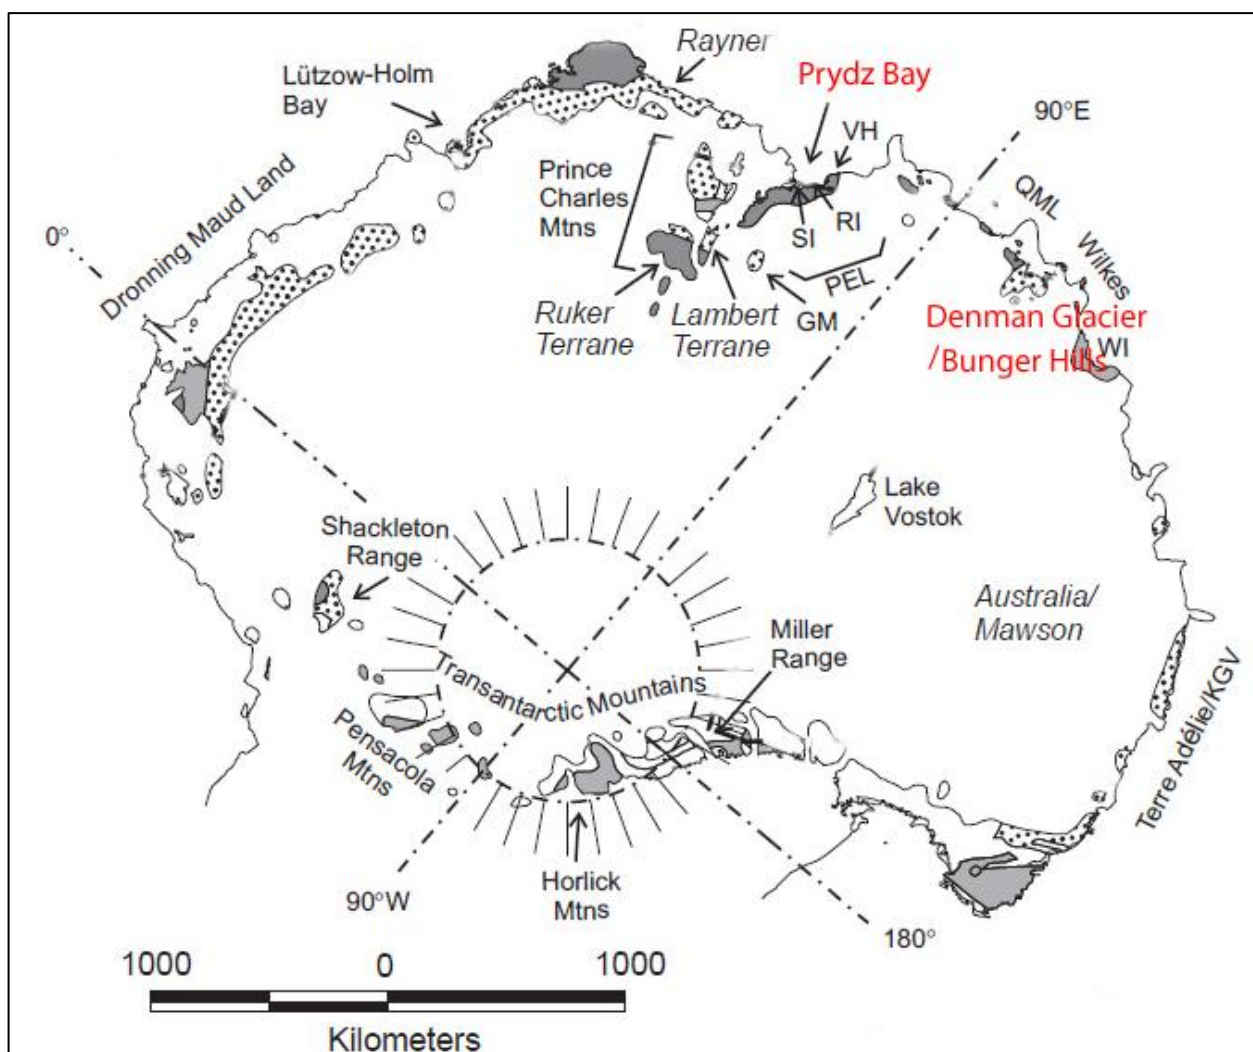 Rayner
Prydz Bay
Lützow-Holm
Bay
90°E
VH
Prince
Charles
Mtns
QML
Dronning Maud Land
0°
SI
RI
Wilkes
PEL
Ruker
Terrane
Lambert
Terrane
GM
Denman Glacier
/Bunger Hills
WI
Lake
Vostok
Shackleton
Range
Australia/
Mawson
Miller
Range
Transantarctic Mountains
Pensacola
Mtns
Terre Adélie/KGV
Horlick
Mtns
90°W
180°
1000
0
1000
Kilometers